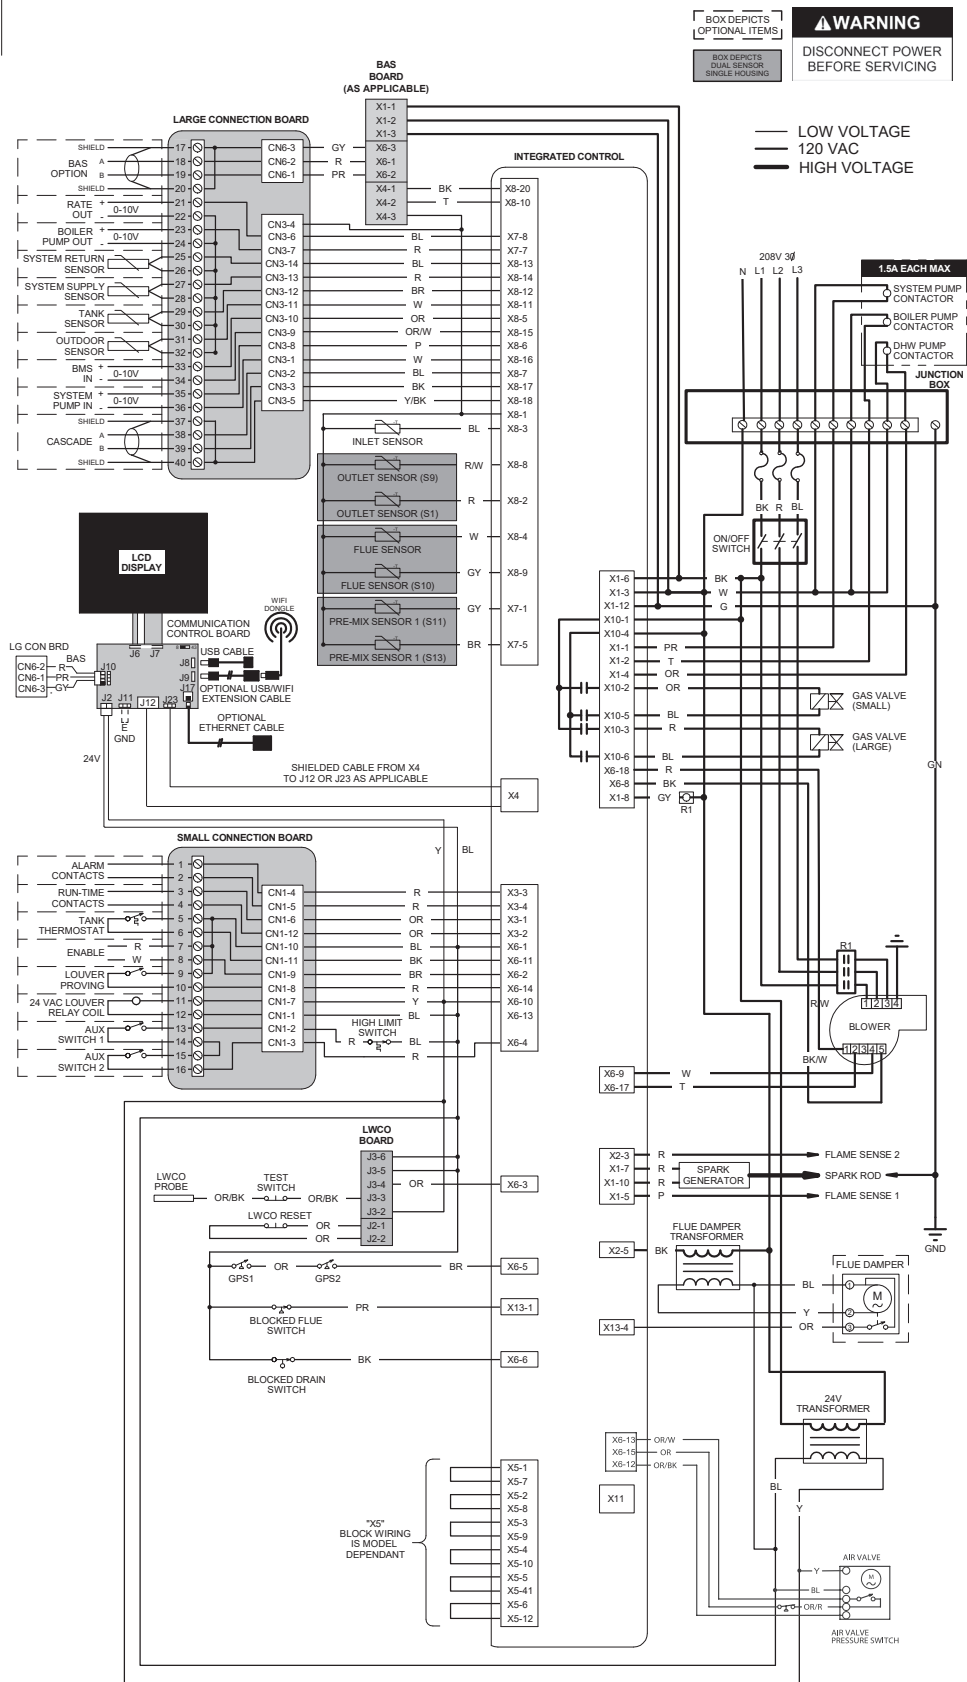 BOX DEPICTS
OPTIONAL ITEMS
BOX DEPICTS
DUAL SENSOR
SINGLE HOUSING
WARNING
DISCONNECT POWER
BEFORE SERVICING
LOW VOLTAGE
120 VAC
HIGH VOLTAGE
BAS
BOARD
(AS APPLICABLE)
X1-1
X1-2
X1-3
X6-3
X6-1
X6-2
X4-1
X4-2
X4-3
LARGE CONNECTION BOARD
SHIELD 17
A 18
BAS
OPTION
B 19
SHIELD 20
RATE
OUT
+ 21
0-10V
- 22
BOILER
PUMP OUT
+ 23
0-10V
- 24
SYSTEM RETURN
SENSOR
25
26
SYSTEM SUPPLY
SENSOR
27
28
TANK
SENSOR
29
30
OUTDOOR
SENSOR
31
32
BMS
IN
+ 33
0-10V
- 34
SYSTEM
PUMP IN
+ 35
0-10V
- 36
SHIELD 37
CASCADE
A 38
B 39
SHIELD 40
CN6-3 GY
CN6-2 R
CN6-1 PR
BK
T
CN3-4
CN3-6 BL
CN3-7 R
CN3-14 BL
CN3-13 R
CN3-12 BR
CN3-11 W
CN3-10 OR
CN3-9 OR/W
CN3-8 P
CN3-1 W
CN3-2 BL
CN3-3 BK
CN3-5 Y/BK
INTEGRATED CONTROL
X8-20
X8-10
X7-8
X7-7
X8-13
X8-14
X8-12
X8-11
X8-5
X8-15
X8-6
X8-16
X8-7
X8-17
X8-18
X8-1
BL X8-3
INLET SENSOR
R/W X8-8
OUTLET SENSOR (S9)
R X8-2
OUTLET SENSOR (S1)
W X8-4
FLUE SENSOR
GY X8-9
FLUE SENSOR (S10)
GY X7-1
PRE-MIX SENSOR 1 (S11)
BR X7-5
PRE-MIX SENSOR 1 (S13)
208V 3Ø
N L1 L2 L3
1.5A EACH MAX
SYSTEM PUMP
CONTACTOR
BOILER PUMP
CONTACTOR
DHW PUMP
CONTACTOR
JUNCTION
BOX
BK R BL
ON/OFF
SWITCH
LCD
DISPLAY
COMMUNICATION
CONTROL BOARD
WIFI
DONGLE
LG CON BRD
BAS
CN6-2 R
CN6-1 PR
CN6-3 GY
J6 J7
J10
J8
J9
J17
J2 J11
J12 J23
E
GND
USB CABLE
OPTIONAL USB/WIFI
EXTENSION CABLE
OPTIONAL
ETHERNET CABLE
24V
SHIELDED CABLE FROM X4
TO J12 OR J23 AS APPLICABLE
X4
X1-6 BK
X1-3 W
X1-12 G
X10-1
X10-4
X1-1 PR
X1-2 T
X1-4 OR
X10-2 OR
X10-5 BL
X10-3 R
X10-6 BL
X6-18 R
X6-8 BK
X1-8 GY
R1
GAS VALVE
(SMALL)
GAS VALVE
(LARGE)
GN
SMALL CONNECTION BOARD
Y BL
ALARM
CONTACTS
1
2
RUN-TIME
CONTACTS
3
4
TANK
THERMOSTAT
5
6
ENABLE
R 7
W 8
LOUVER
PROVING
9
10
24 VAC LOUVER
RELAY COIL
11
12
AUX
SWITCH 1
13
14
AUX
SWITCH 2
15
16
CN1-4 R X3-3
CN1-5 R X3-4
CN1-6 OR X3-1
CN1-12 OR X3-2
CN1-10 BL X6-1
CN1-11 BK X6-11
CN1-9 BR X6-2
CN1-8 R X6-14
CN1-7 Y X6-10
CN1-1 BL X6-13
CN1-2
HIGH LIMIT
SWITCH
R BL
CN1-3 R X6-4
R1
R/W
1 2 3 4
BLOWER
1 2 3 4 5
BK/W
X6-9 W
X6-17 T
LWCO
BOARD
J3-6
J3-5
J3-4 OR X6-3
J3-3
J3-2
J2-1
J2-2
LWCO
PROBE
OR/BK
TEST
SWITCH
OR/BK
LWCO RESET
OR
OR
GPS1 OR GPS2 BR X6-5
PR X13-1
BLOCKED FLUE
SWITCH
BK X6-6
BLOCKED DRAIN
SWITCH
X2-3 R FLAME SENSE 2
X1-7 R
SPARK
GENERATOR
SPARK ROD
X1-10 R
X1-5 P FLAME SENSE 1
GND
FLUE DAMPER
TRANSFORMER
X2-5 BK
FLUE DAMPER
BL 1
M
Y 2
X13-4 OR 3
24V
TRANSFORMER
BL
Y
X6-13 OR/W
X6-15 OR
X6-12 OR/BK
X11
"X5"
BLOCK WIRING
IS MODEL
DEPENDANT
X5-1
X5-7
X5-2
X5-8
X5-3
X5-9
X5-4
X5-10
X5-5
X5-41
X5-6
X5-12
AIR VALVE
Y
M
BL
OR/R
AIR VALVE
PRESSURE SWITCH